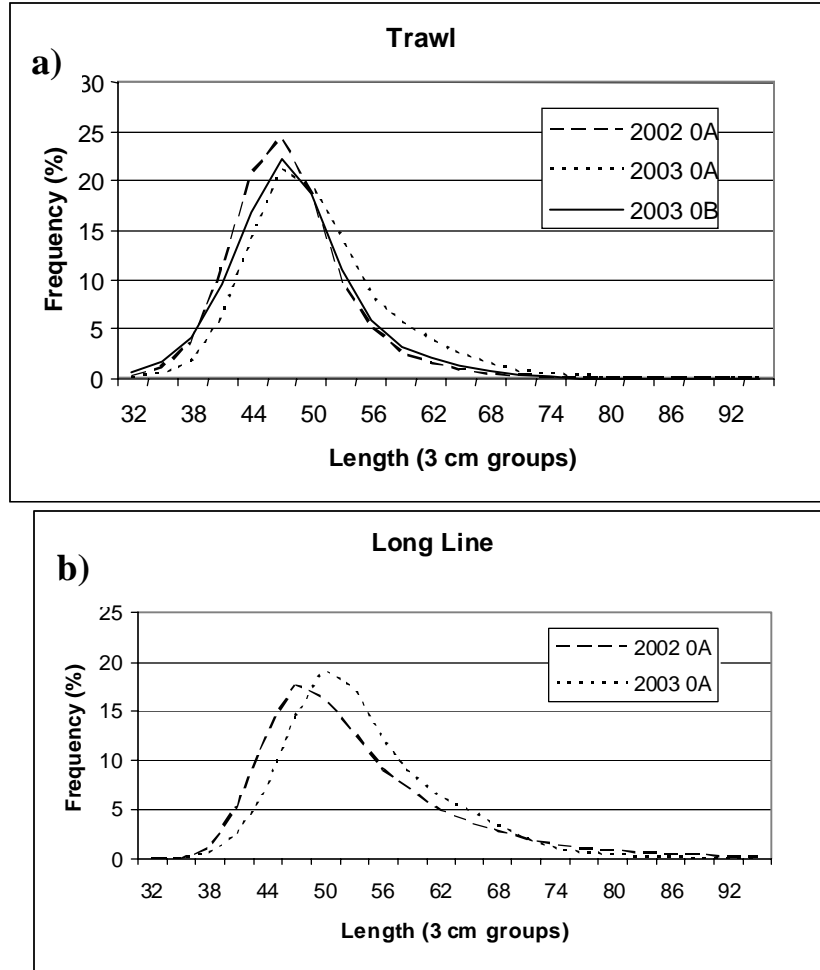 Trawl
a)
30
25
20
15
10
5
0
Frequency (%)
2002 0A
2003 0A
2003 0B
32 38 44 50 56 62 68 74 80 86 92
Length (3 cm groups)
Long Line
b)
25
20
15
10
5
0
Frequency (%)
2002 0A
2003 0A
32 38 44 50 56 62 68 74 80 86 92
Length (3 cm groups)